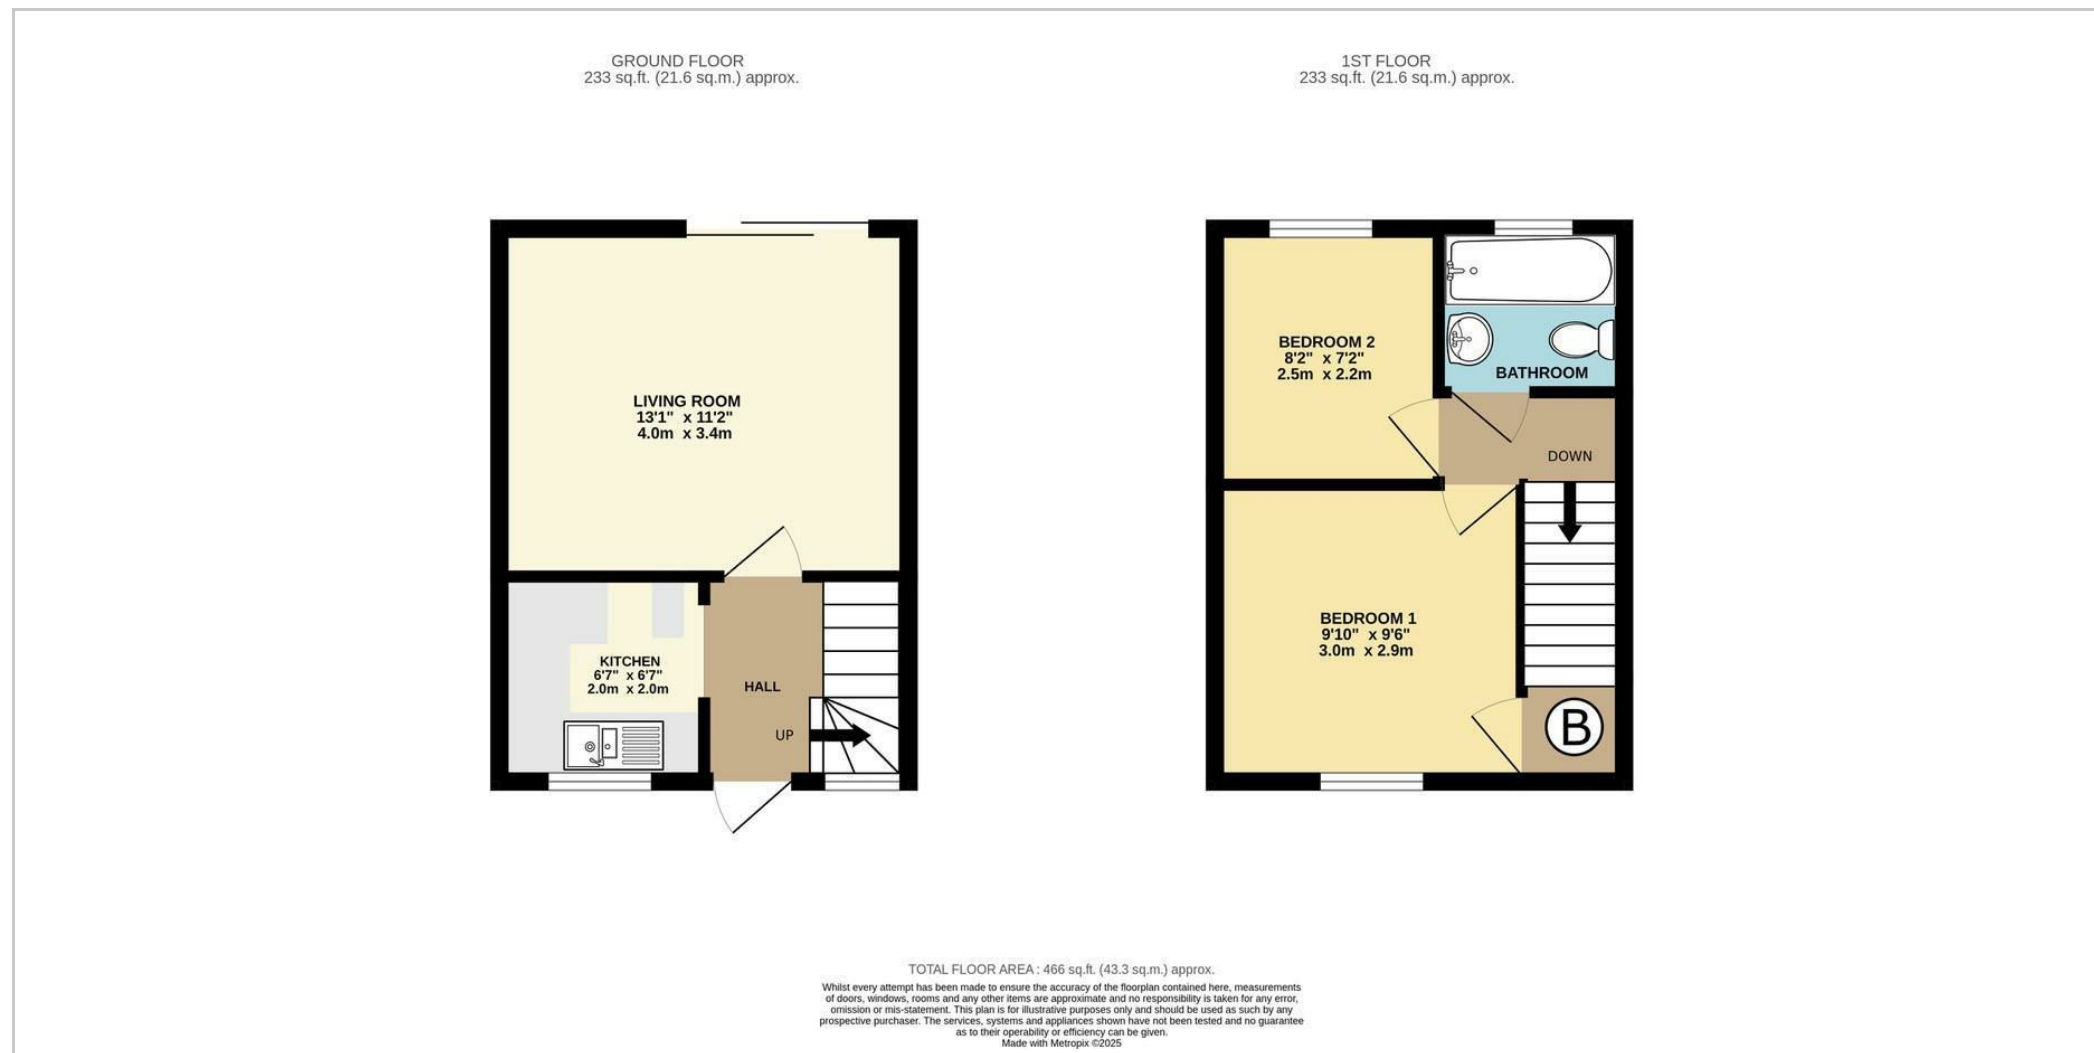 GROUND FLOOR
233 sq.ft. (21.6 sq.m.) approx.
1ST FLOOR
233 sq.ft. (21.6 sq.m.) approx.
LIVING ROOM
13'1" x 11'2"
4.0m x 3.4m
KITCHEN
6'7" x 6'7"
2.0m x 2.0m
HALL
UP
BEDROOM 2
8'2" x 7'2"
2.5m x 2.2m
BATHROOM
DOWN
BEDROOM 1
9'10" x 9'6"
3.0m x 2.9m
B
TOTAL FLOOR AREA : 466 sq.ft. (43.3 sq.m.) approx.
Whilst every attempt has been made to ensure the accuracy of the floorplan contained here, measurements
of doors, windows, rooms and any other items are approximate and no responsibility is taken for any error,
omission or mis-statement. This plan is for illustrative purposes only and should be used as such by any
prospective purchaser. The services, systems and appliances shown have not been tested and no guarantee
as to their operability or efficiency can be given.
Made with Metropix ©2025